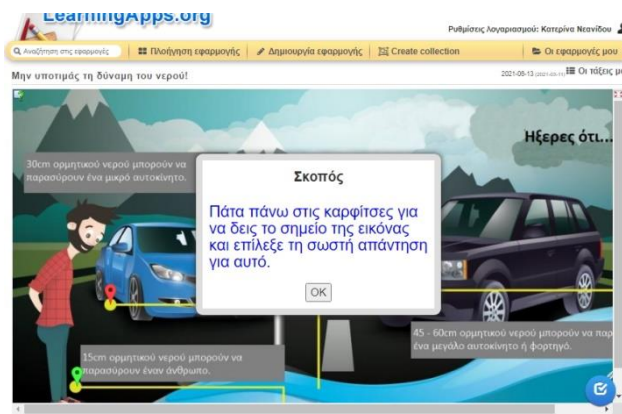 LearningApps.org
Ρυθμίσεις λογαριασμού: Κατερίνα Νεανίδου
Αναζήτηση στις εφαρμογές Πλοήγηση εφαρμογής Δημιουργία εφαρμογής Create collection Οι εφαρμογές μου
Μην υποτιμάς τη δύναμη του νερού!
2021-08-13 Οι τάξεις μο
Ήξερες ότι...
30cm ορμητικού νερού μπορούν να
παρασύρουν ένα μικρό αυτοκίνητο.
Σκοπός
Πάτα πάνω στις καρφίτσες για
να δεις το σημείο της εικόνας
και επίλεξε τη σωστή απάντηση
για αυτό.
OK
45 - 60cm ορμητικού νερού μπορούν να παρ
ένα μεγάλο αυτοκίνητο ή φορτηγό.
15cm ορμητικού νερού μπορούν να
παρασύρουν έναν άνθρωπο.